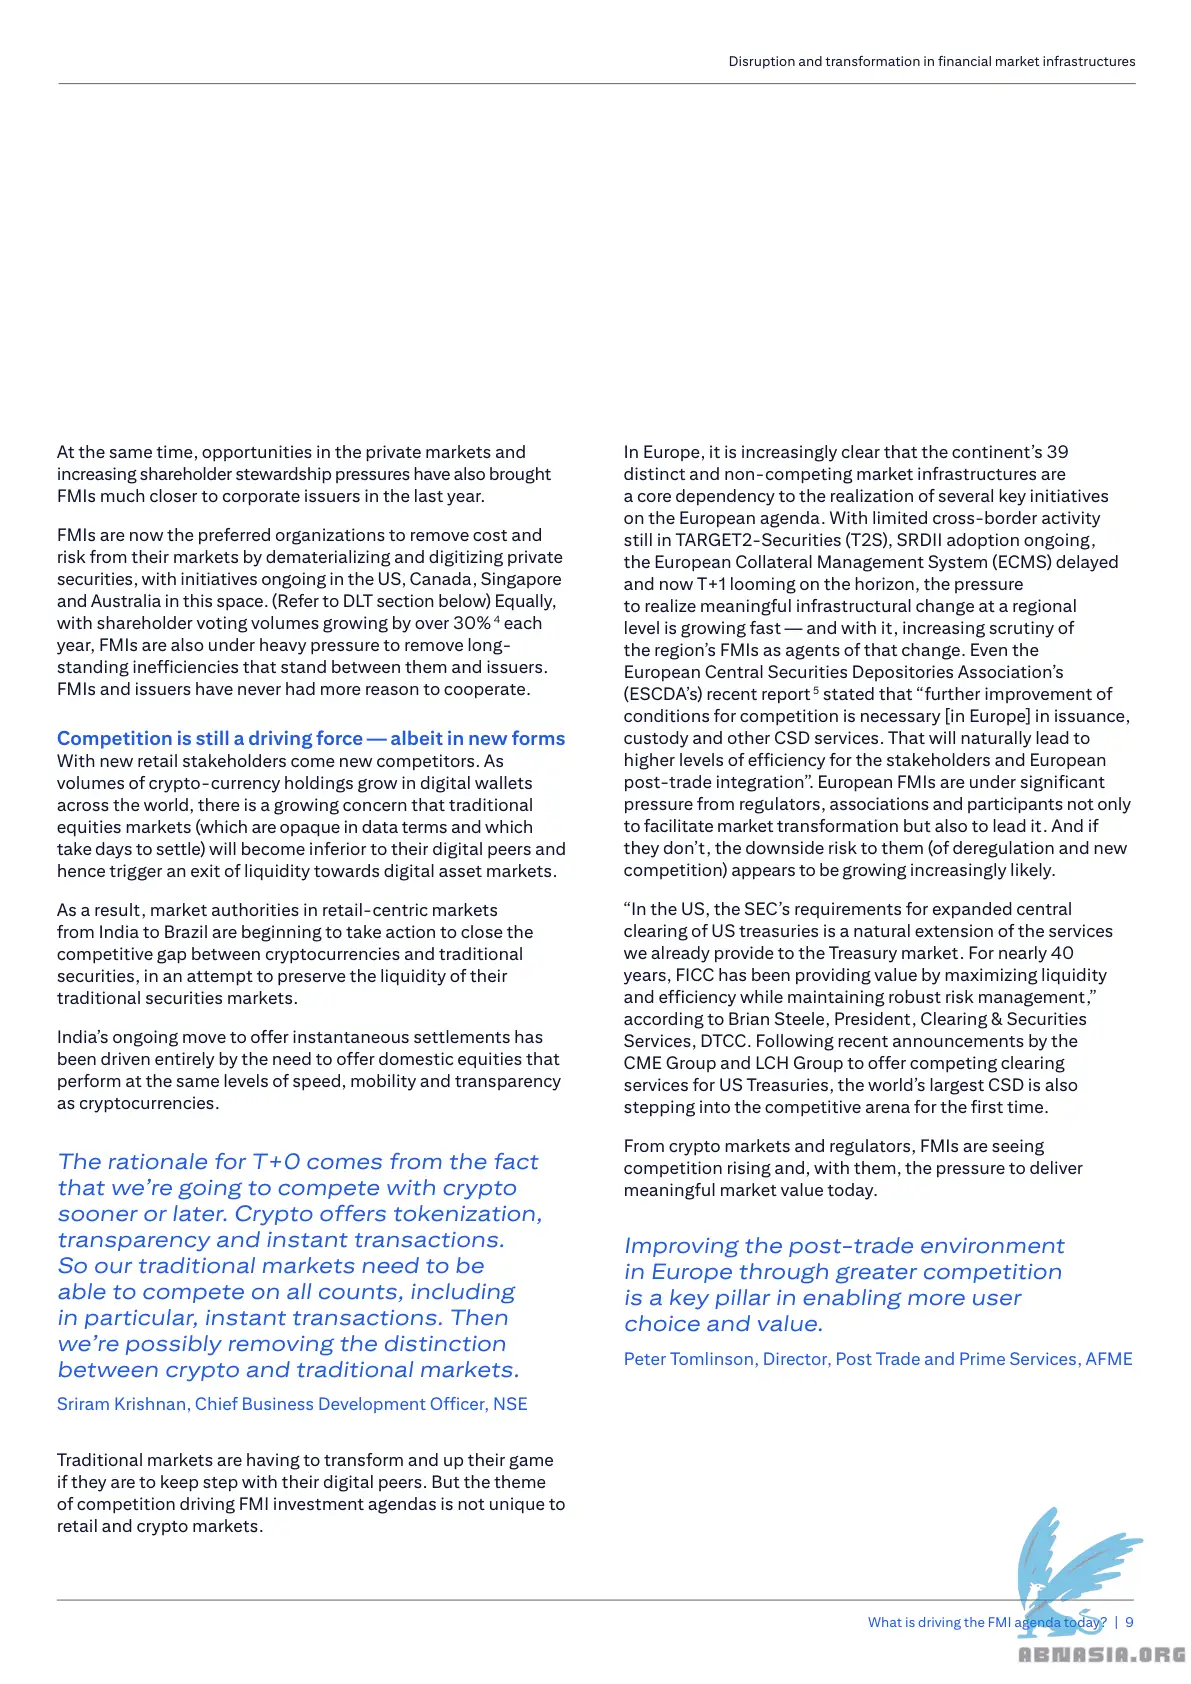 Disruption and transformation in financial market infrastructures
At the same time, opportunities in the private markets and
increasing shareholder stewardship pressures have also brought
FMIs much closer to corporate issuers in the last year.
FMIs are now the preferred organizations to remove cost and
risk from their markets by dematerializing and digitizing private
securities, with initiatives ongoing in the US, Canada, Singapore
and Australia in this space. (Refer to DLT section below) Equally,
with shareholder voting volumes growing by over 30% 4 each
year, FMIs are also under heavy pressure to remove long-
standing inefficiencies that stand between them and issuers.
FMIs and issuers have never had more reason to cooperate.
Competition is still a driving force — albeit in new forms
With new retail stakeholders come new competitors. As
volumes of crypto-currency holdings grow in digital wallets
across the world, there is a growing concern that traditional
equities markets (which are opaque in data terms and which
take days to settle) will become inferior to their digital peers and
hence trigger an exit of liquidity towards digital asset markets.
As a result, market authorities in retail-centric markets
from India to Brazil are beginning to take action to close the
competitive gap between cryptocurrencies and traditional
securities, in an attempt to preserve the liquidity of their
traditional securities markets.
India’s ongoing move to offer instantaneous settlements has
been driven entirely by the need to offer domestic equities that
perform at the same levels of speed, mobility and transparency
as cryptocurrencies.
The rationale for T+0 comes from the fact
that we’re going to compete with crypto
sooner or later. Crypto offers tokenization,
transparency and instant transactions.
So our traditional markets need to be
able to compete on all counts, including
in particular, instant transactions. Then
we’re possibly removing the distinction
between crypto and traditional markets.
Sriram Krishnan, Chief Business Development Officer, NSE
Traditional markets are having to transform and up their game
if they are to keep step with their digital peers. But the theme
of competition driving FMI investment agendas is not unique to
retail and crypto markets.
In Europe, it is increasingly clear that the continent’s 39
distinct and non-competing market infrastructures are
a core dependency to the realization of several key initiatives
on the European agenda. With limited cross-border activity
still in TARGET2-Securities (T2S), SRDII adoption ongoing,
the European Collateral Management System (ECMS) delayed
and now T+1 looming on the horizon, the pressure
to realize meaningful infrastructural change at a regional
level is growing fast — and with it, increasing scrutiny of
the region’s FMIs as agents of that change. Even the
European Central Securities Depositories Association’s
(ESCDA’s) recent report 5 stated that “further improvement of
conditions for competition is necessary [in Europe] in issuance,
custody and other CSD services. That will naturally lead to
higher levels of efficiency for the stakeholders and European
post-trade integration”. European FMIs are under significant
pressure from regulators, associations and participants not only
to facilitate market transformation but also to lead it. And if
they don’t, the downside risk to them (of deregulation and new
competition) appears to be growing increasingly likely.
“In the US, the SEC’s requirements for expanded central
clearing of US treasuries is a natural extension of the services
we already provide to the Treasury market. For nearly 40
years, FICC has been providing value by maximizing liquidity
and efficiency while maintaining robust risk management,”
according to Brian Steele, President, Clearing & Securities
Services, DTCC. Following recent announcements by the
CME Group and LCH Group to offer competing clearing
services for US Treasuries, the world’s largest CSD is also
stepping into the competitive arena for the first time.
From crypto markets and regulators, FMIs are seeing
competition rising and, with them, the pressure to deliver
meaningful market value today.
Improving the post-trade environment
in Europe through greater competition
is a key pillar in enabling more user
choice and value.
Peter Tomlinson, Director, Post Trade and Prime Services, AFME
What is driving the FMI agenda today? | 9
ABNASIA.ORG